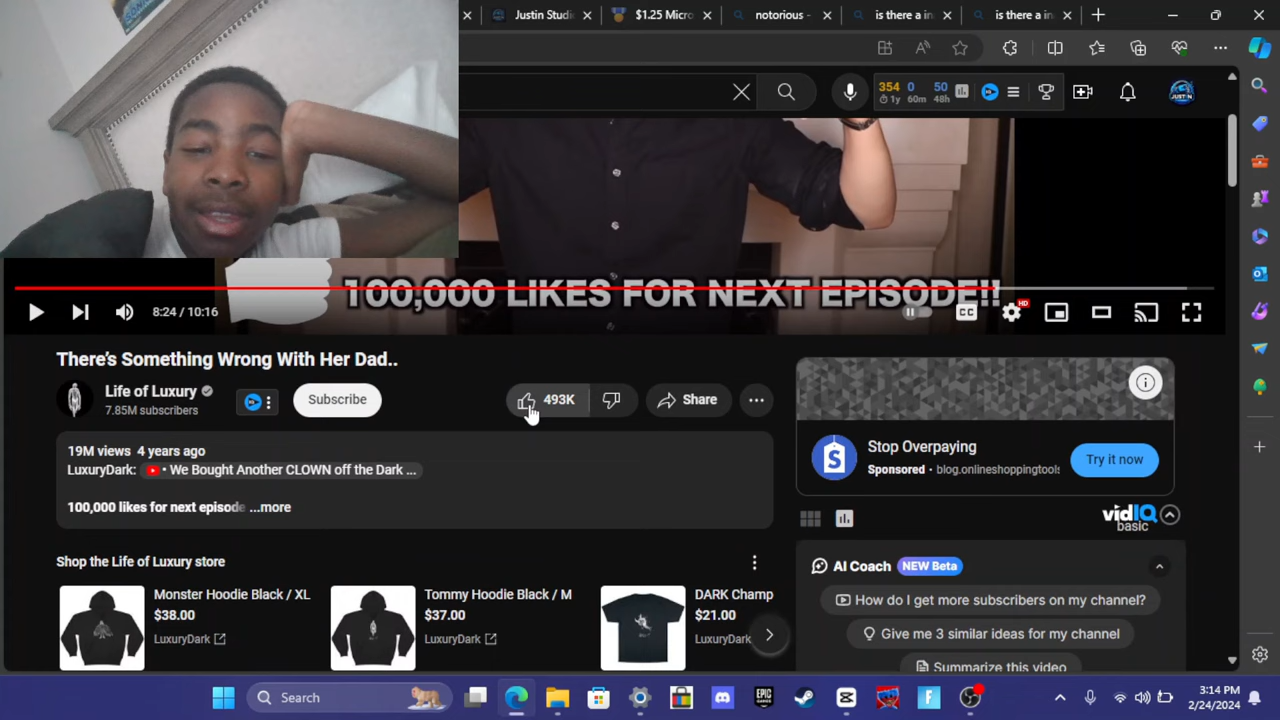 Justin Studi
$1.25 Micro
notorious -
is there a in
is there a in
354 0 50
1y 60m 48h
JUSTIN
100,000 LIKES FOR NEXT EPISODE!!
8:24 / 10:16
CC
HD
There's Something Wrong With Her Dad..
Life of Luxury
7.85M subscribers
Subscribe
493K
Share
19M views 4 years ago
LuxuryDark: • We Bought Another CLOWN off the Dark ...
100,000 likes for next episode ...more
Shop the Life of Luxury store
Monster Hoodie Black / XL
$38.00
LuxuryDark
Tommy Hoodie Black / M
$37.00
LuxuryDark
DARK Champ
$21.00
LuxuryDark
Stop Overpaying
Sponsored • blog.onlineshoppingtools
Try it now
vidIQ
basic
AI Coach NEW Beta
How do I get more subscribers on my channel?
Give me 3 similar ideas for my channel
Summarize this video
Search
EPIC GAMES
3:14 PM
2/24/2024